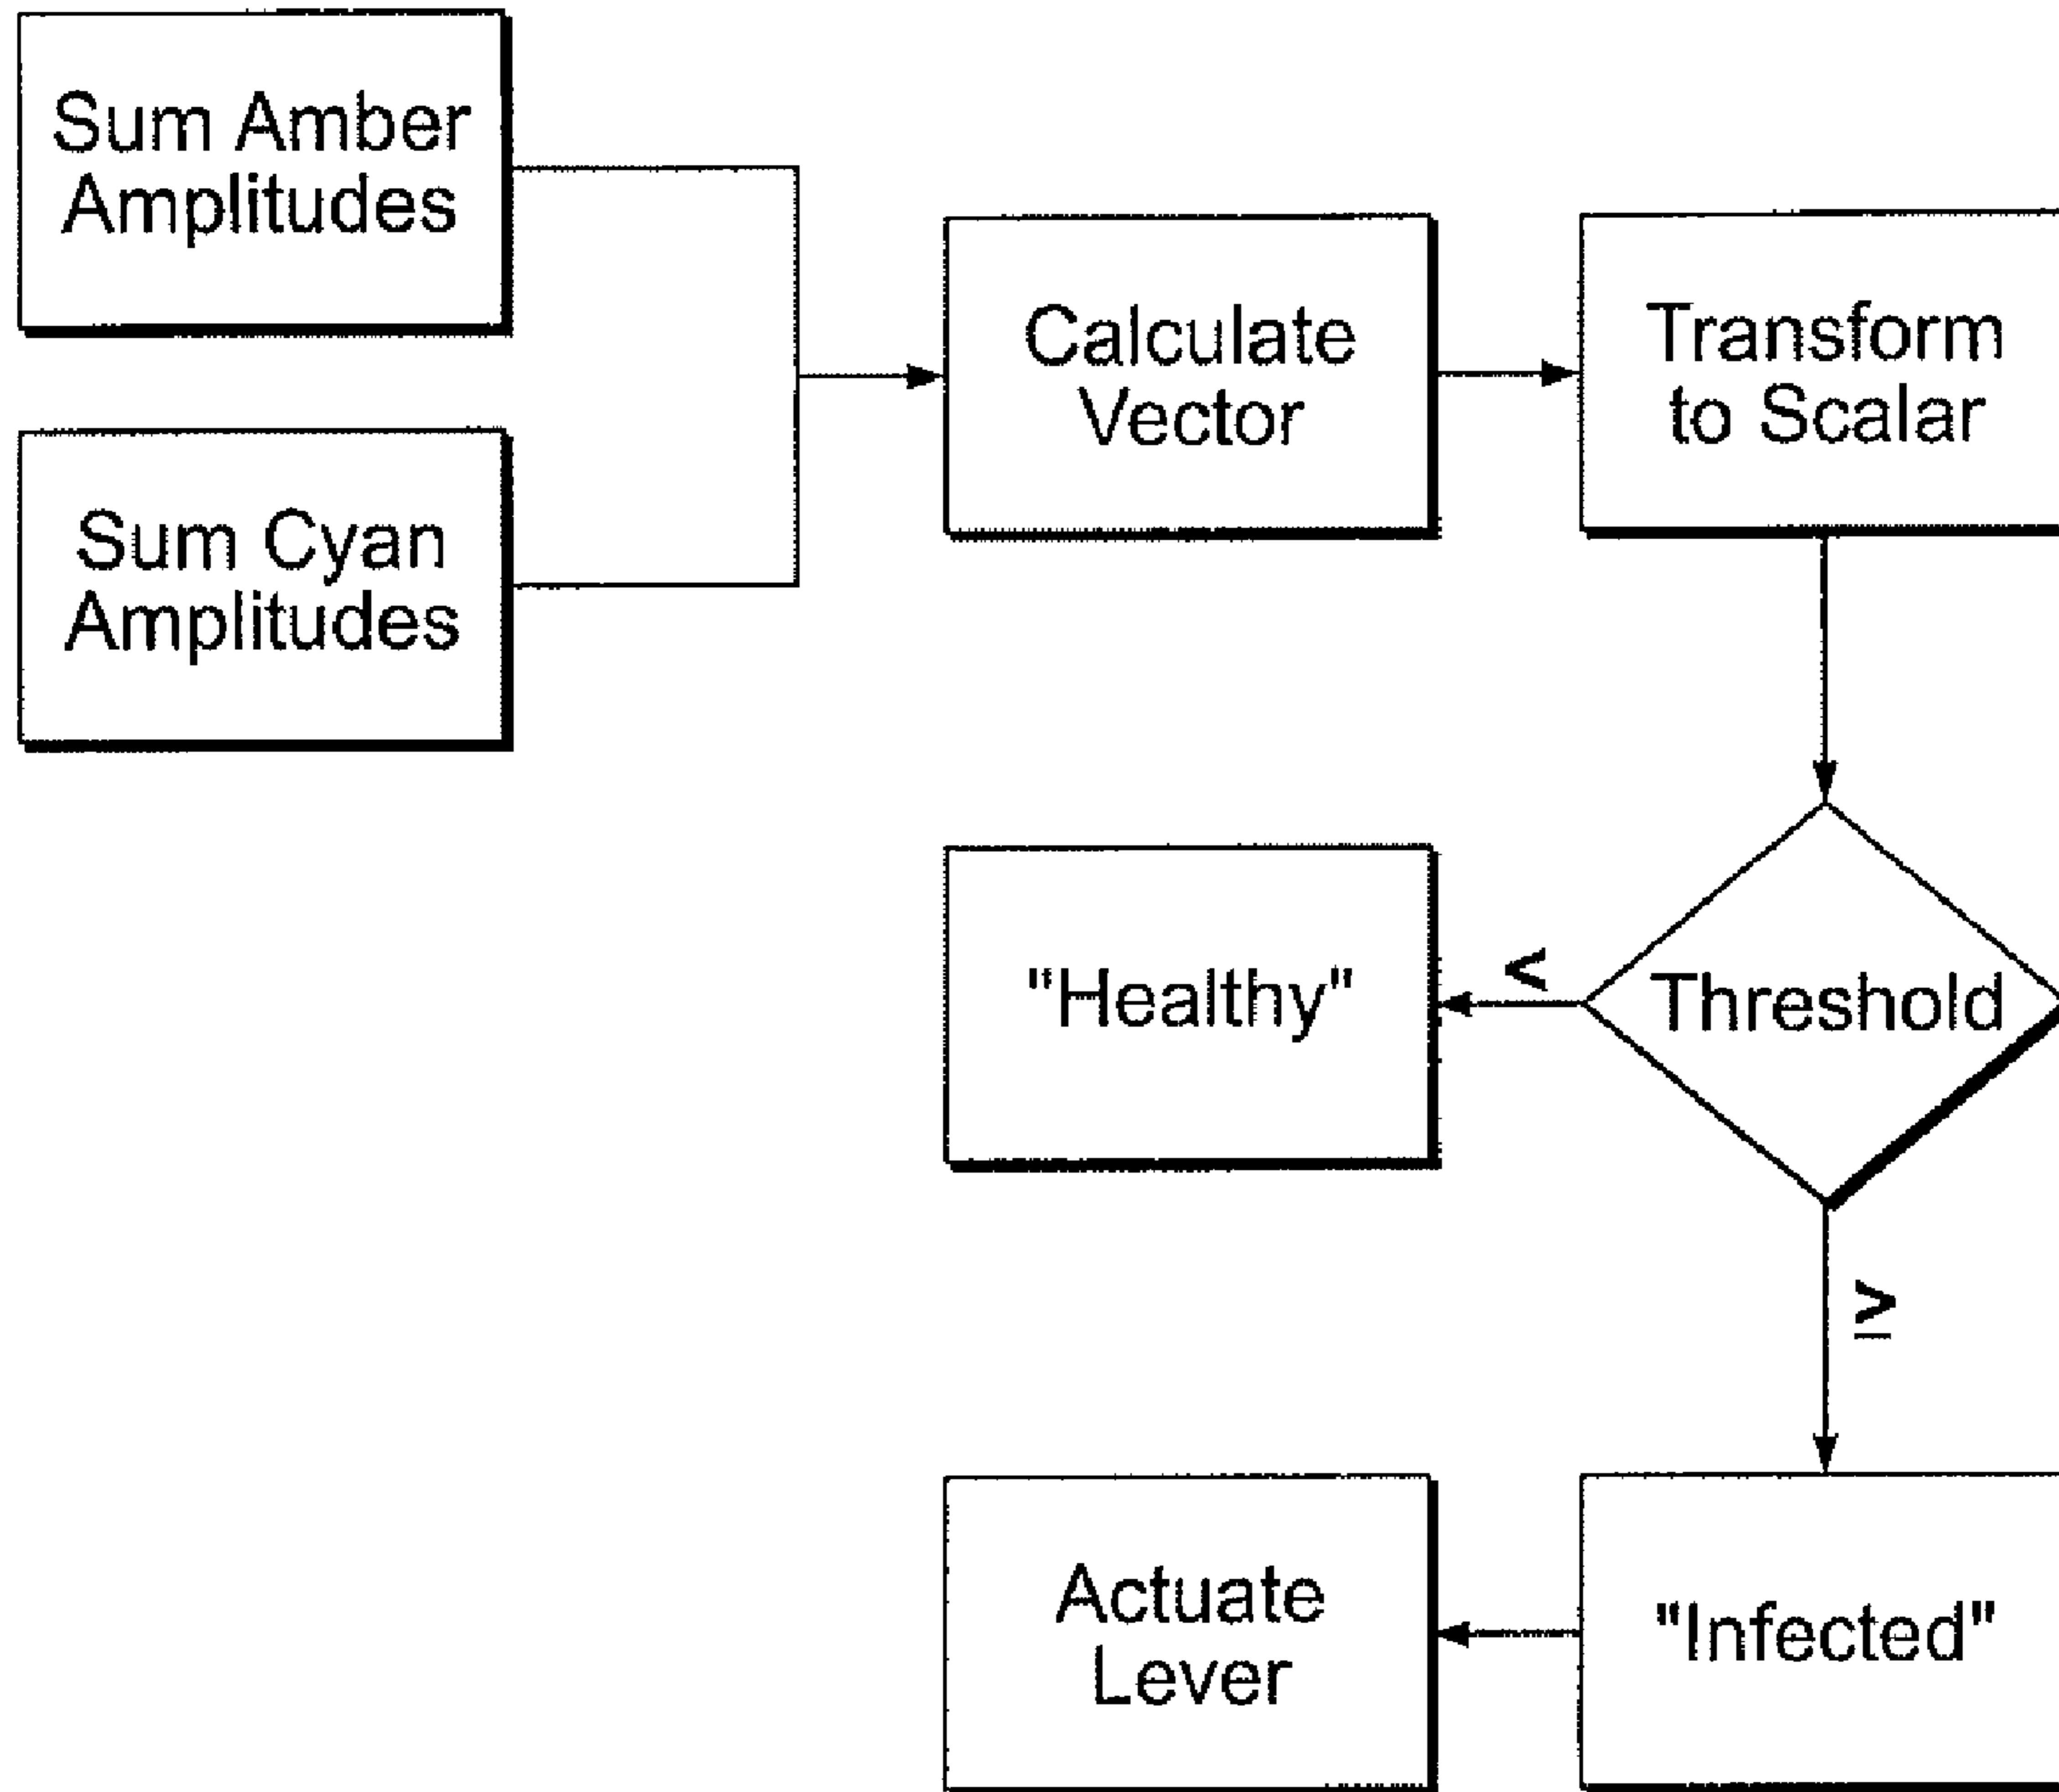 Sum Amber
Amplitudes
Sum Cyan
Amplitudes
Calculate
Vector
Transform
to Scalar
Threshold
<
"Healthy"
≥
"Infected"
Actuate
Lever